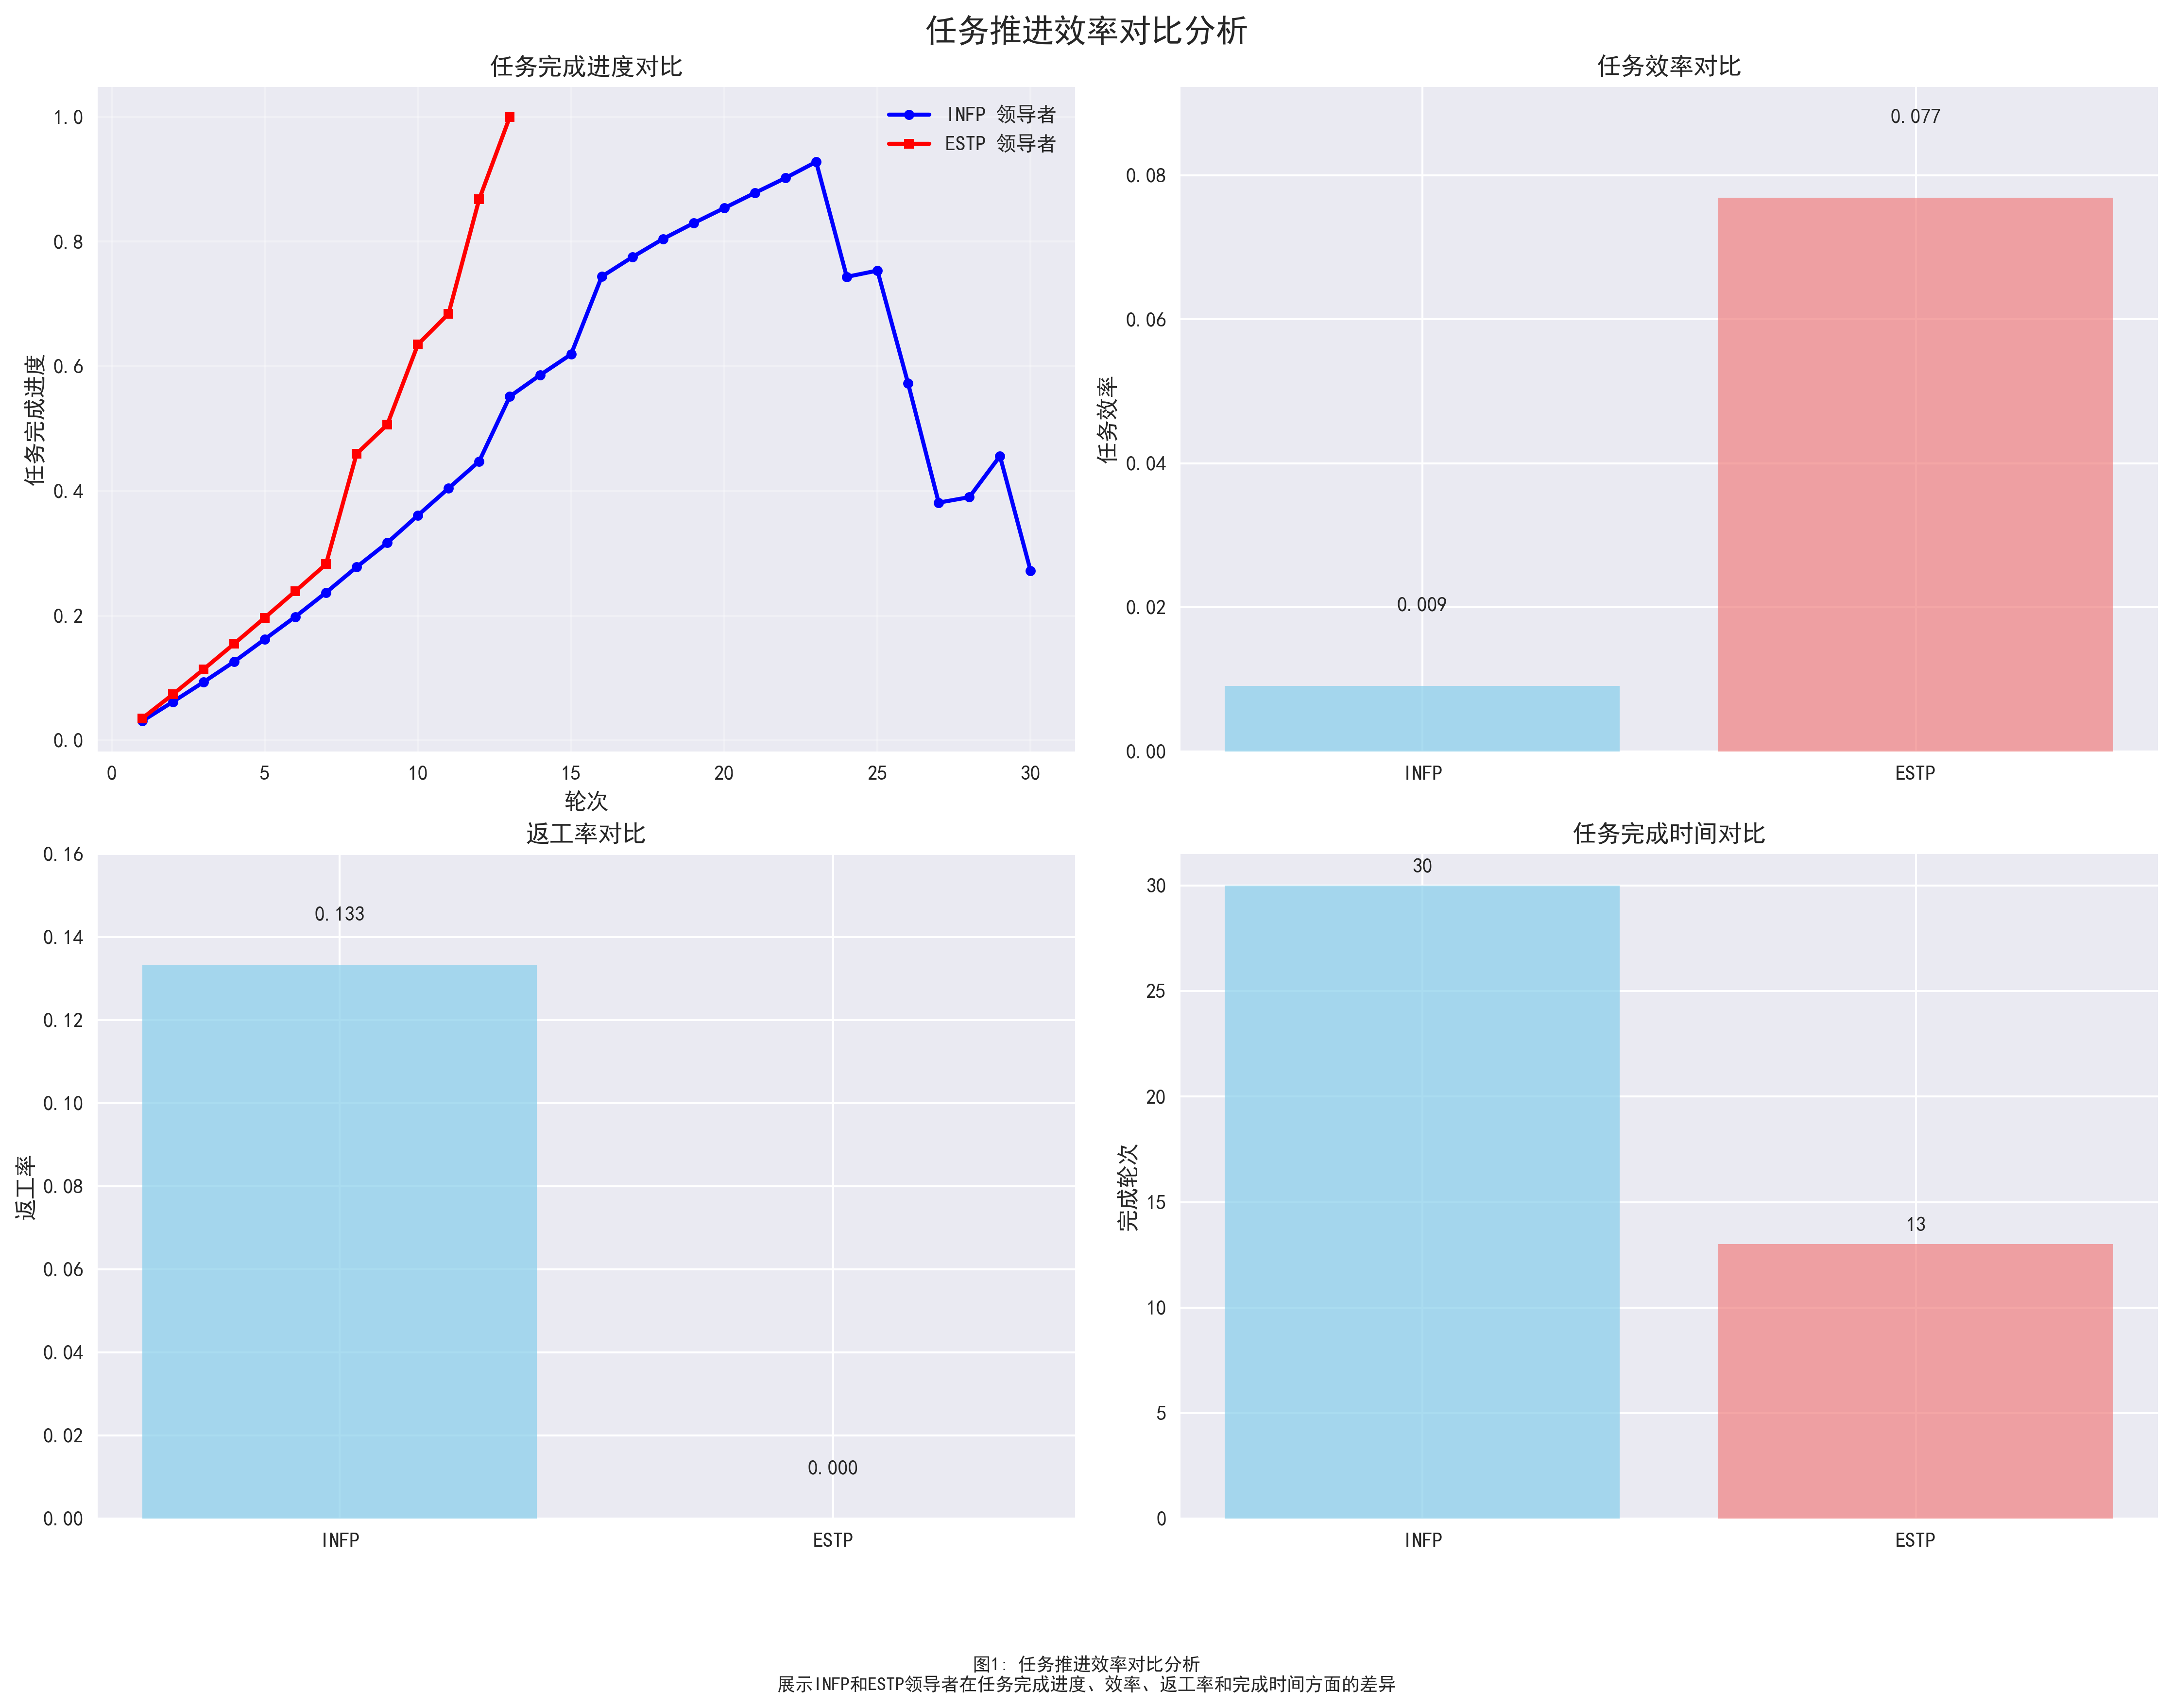 任务推进效率对比分析
任务完成进度对比
任务完成进度
1.0
0.8
0.6
0.4
0.2
0.0
INFP 领导者
ESTP 领导者
0 5 10 15 20 25 30
轮次
任务效率对比
任务效率
0.08
0.06
0.04
0.02
0.00
0.009
0.077
INFP ESTP
返工率对比
返工率
0.16
0.14
0.12
0.10
0.08
0.06
0.04
0.02
0.00
0.133
0.000
INFP ESTP
任务完成时间对比
完成轮次
30
25
20
15
10
5
0
30
13
INFP ESTP
图1: 任务推进效率对比分析
展示INFP和ESTP领导者在任务完成进度、效率、返工率和完成时间方面的差异